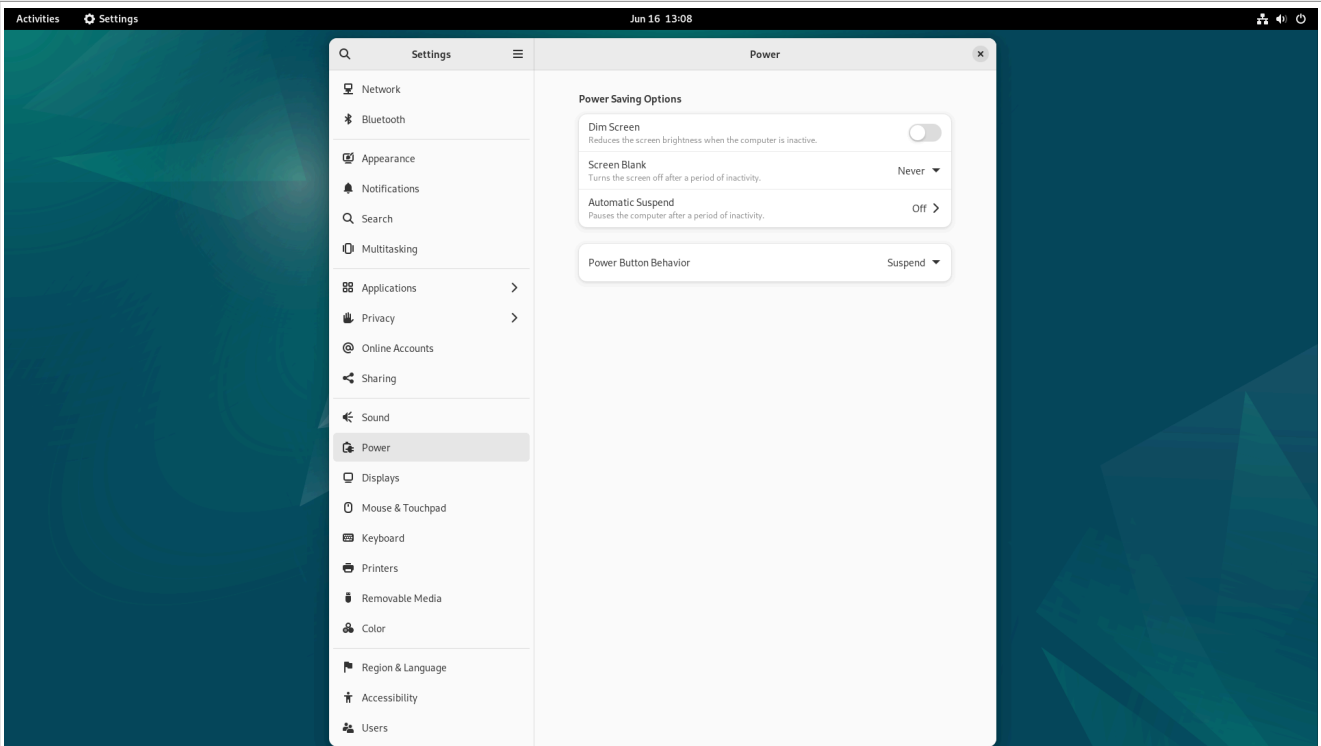 Activities
Settings
Jun 16 13:08
Settings
Network
Bluetooth
Appearance
Notifications
Search
Multitasking
Applications
Privacy
Online Accounts
Sharing
Sound
Power
Displays
Mouse & Touchpad
Keyboard
Printers
Removable Media
Color
Region & Language
Accessibility
Users
Power
Power Saving Options
Dim Screen
Reduces the screen brightness when the computer is inactive.
Screen Blank
Turns the screen off after a period of inactivity.
Never
Automatic Suspend
Pauses the computer after a period of inactivity.
Off
Power Button Behavior
Suspend